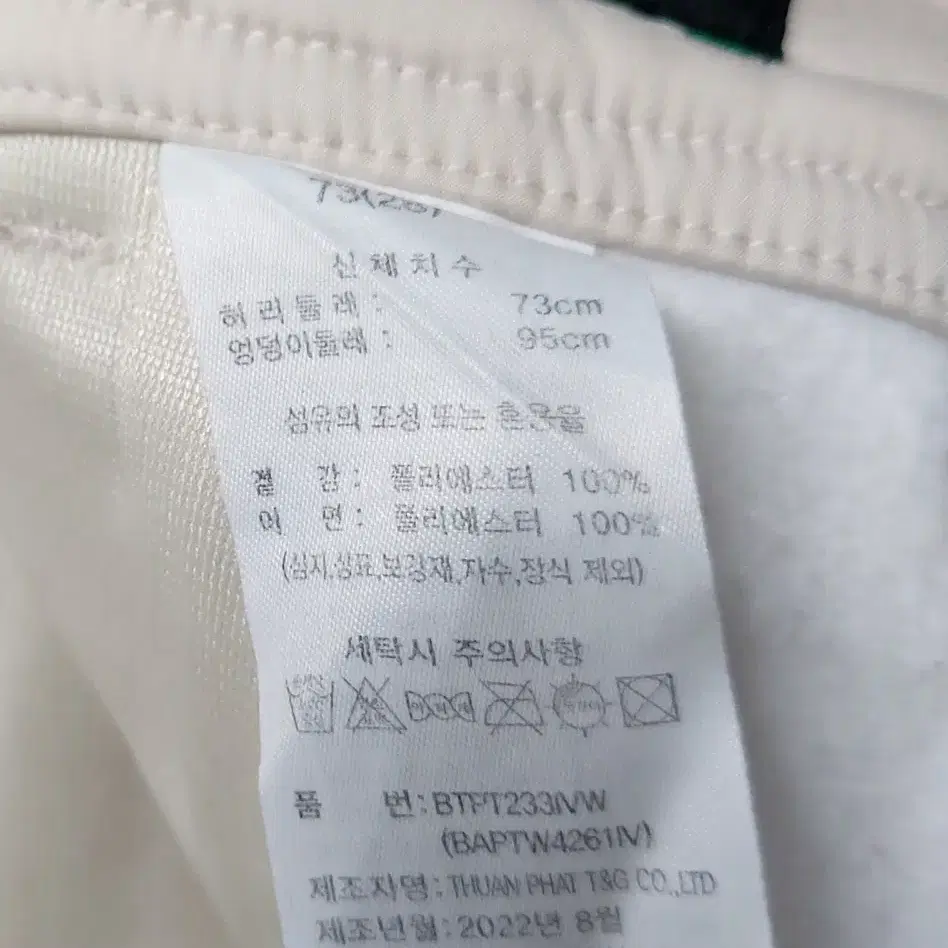 73(28)
신체치수
허리둘레 : 73cm
엉덩이둘레 : 95cm
섬유의 조성 또는 혼용율
겉 감 : 폴리에스터 100%
이 면 : 폴리에스터 100%
(심지,상표,보강재,자수,장식 제외)
세탁시 주의사항
품 번 : BTPT233IVW
(BAPTW4261IV)
제조자명 : THUAN PHAT T&G CO.,LTD
제조년월 : 2022년 8월